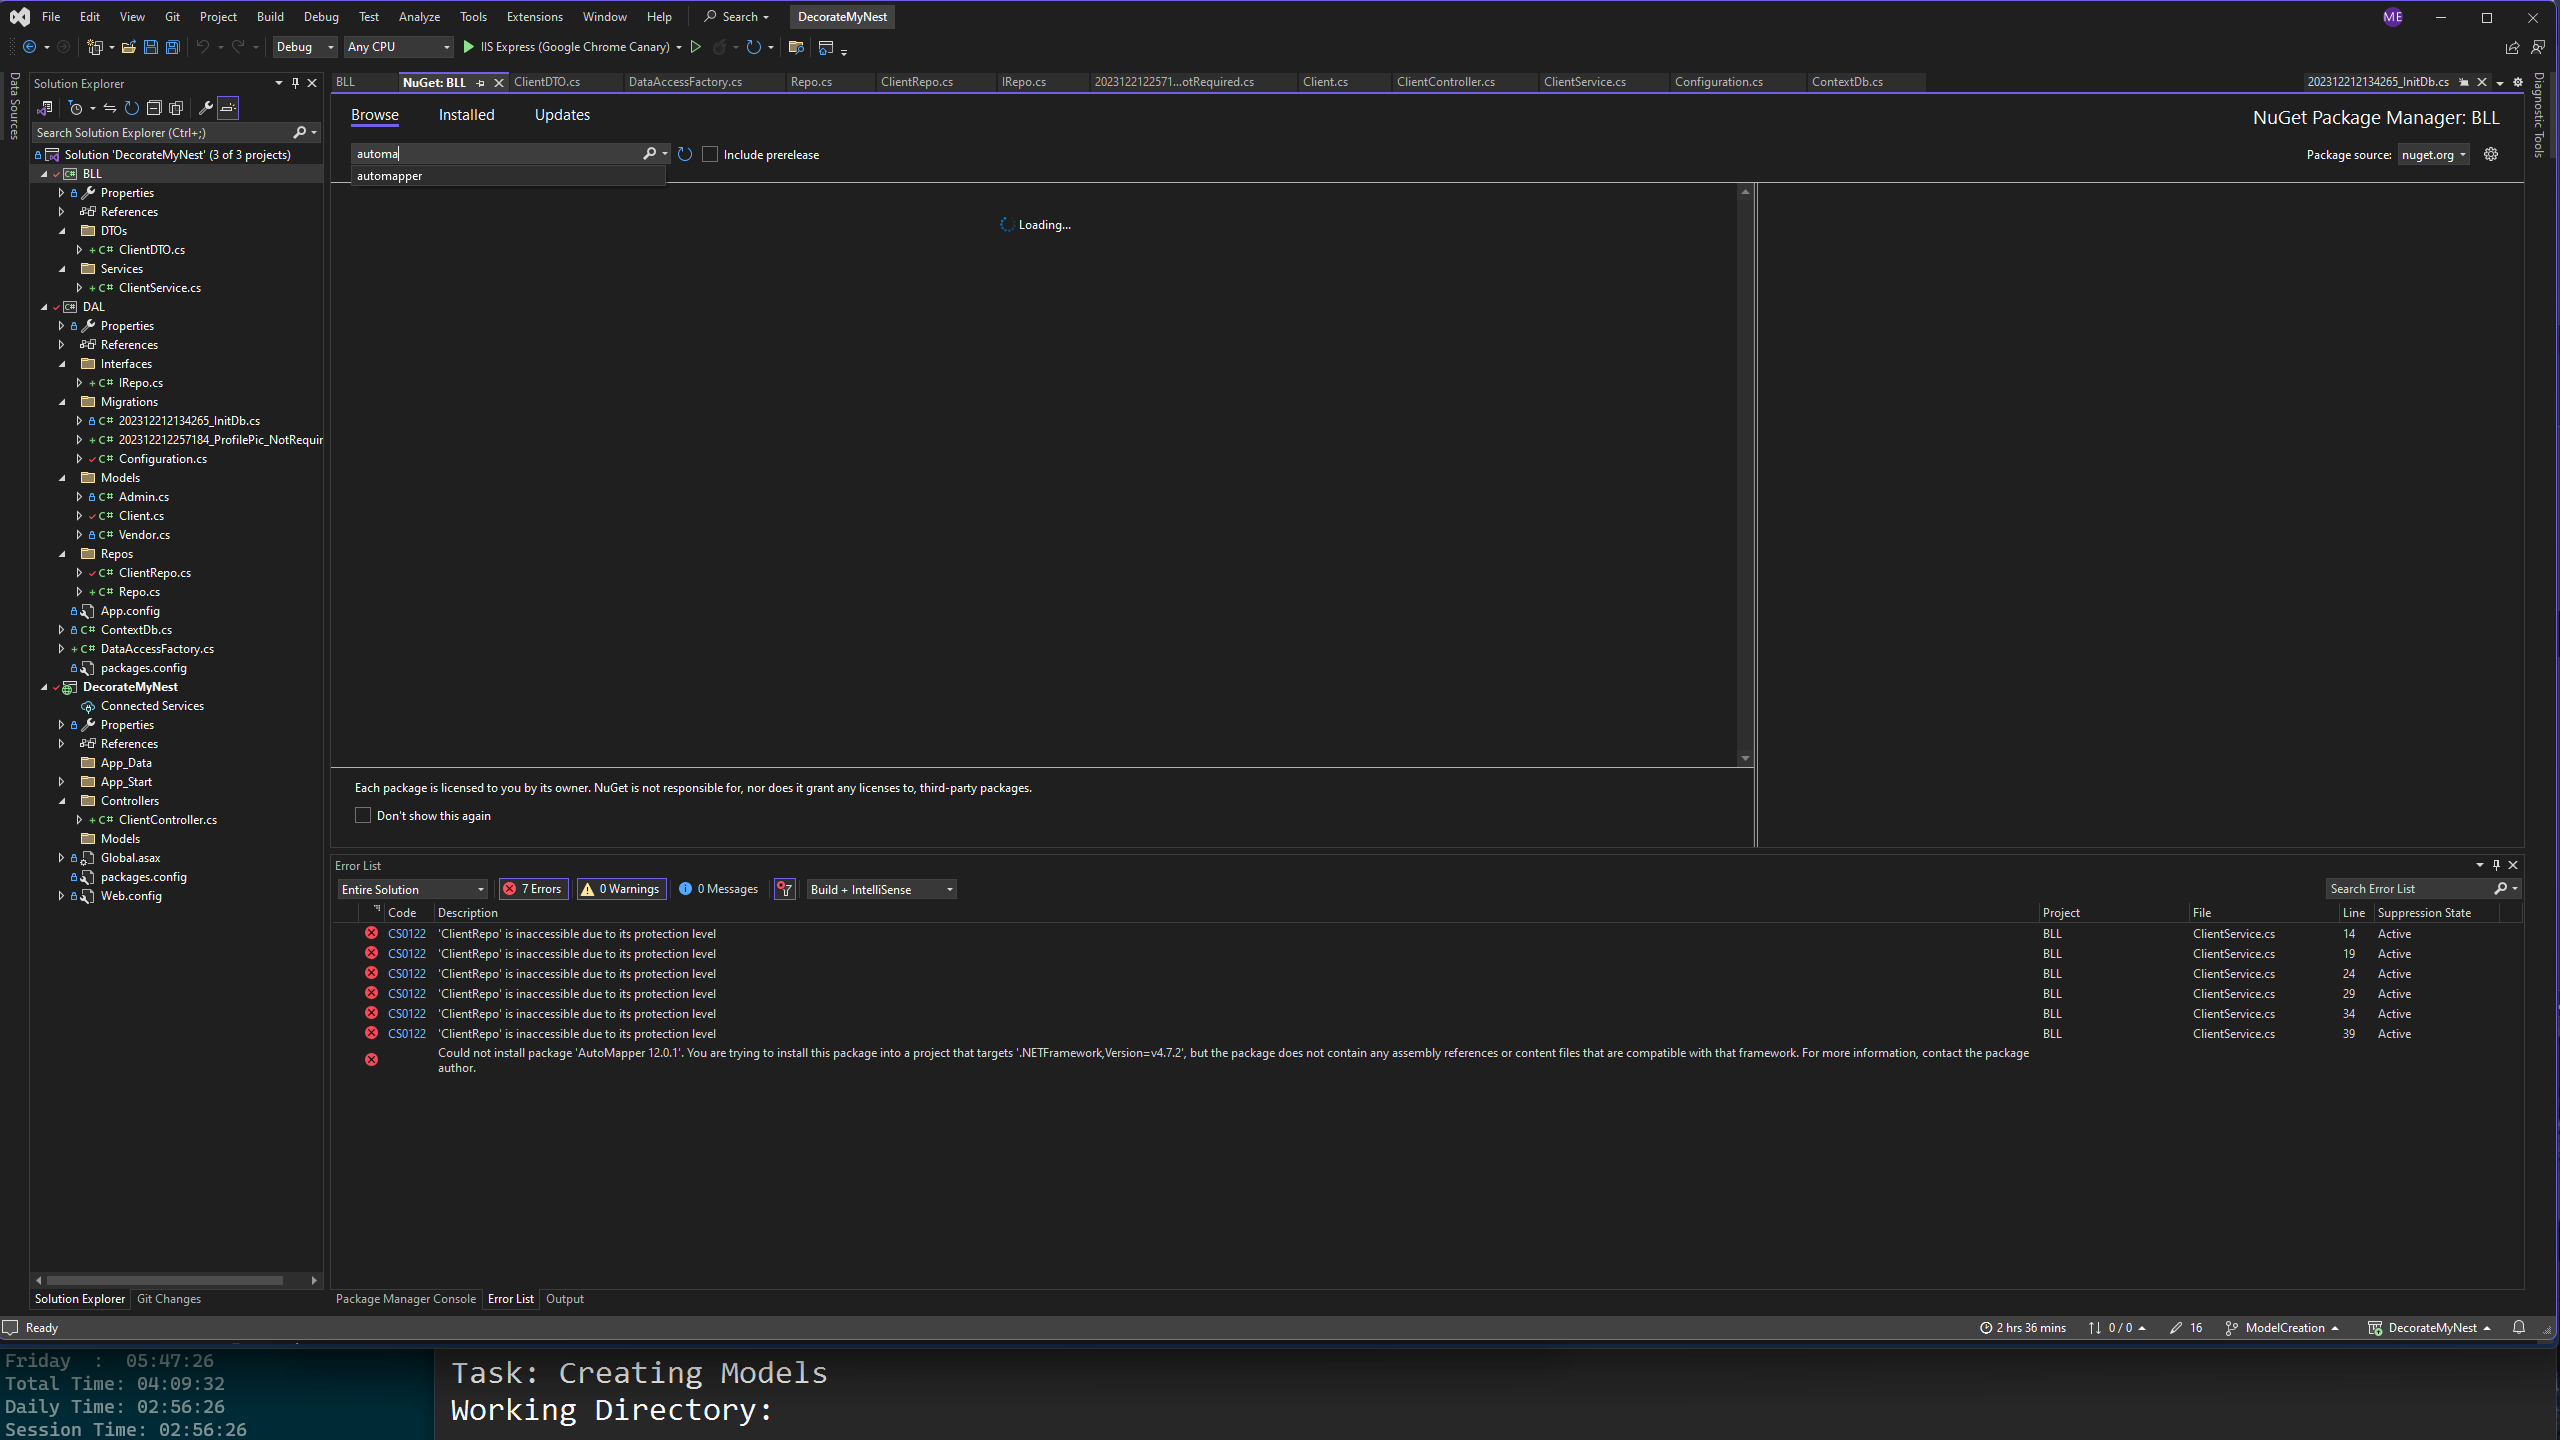 File Edit View Git Project Build Debug Test Analyze Tools Extensions Window Help Search DecorateMyNest ME
Debug Any CPU IIS Express (Google Chrome Canary)
Data Sources
Solution Explorer
Search Solution Explorer (Ctrl+;)
Solution 'DecorateMyNest' (3 of 3 projects)
BLL
Properties
References
DTOs
C# ClientDTO.cs
Services
C# ClientService.cs
DAL
Properties
References
Interfaces
C# IRepo.cs
Migrations
C# 202312212134265_InitDb.cs
C# 202312212257184_ProfilePic_NotRequir
C# Configuration.cs
Models
C# Admin.cs
C# Client.cs
C# Vendor.cs
Repos
C# ClientRepo.cs
C# Repo.cs
App.config
C# ContextDb.cs
C# DataAccessFactory.cs
packages.config
DecorateMyNest
Connected Services
Properties
References
App_Data
App_Start
Controllers
C# ClientController.cs
Models
Global.asax
packages.config
Web.config
Solution Explorer Git Changes
BLL NuGet: BLL ClientDTO.cs DataAccessFactory.cs Repo.cs ClientRepo.cs IRepo.cs 2023122122571...otRequired.cs Client.cs ClientController.cs ClientService.cs Configuration.cs ContextDb.cs 202312212134265_InitDb.cs
Browse Installed Updates
NuGet Package Manager: BLL
automa
Include prerelease
Package source: nuget.org
automapper
Loading...
Each package is licensed to you by its owner. NuGet is not responsible for, nor does it grant any licenses to, third-party packages.
Don't show this again
Diagnostic Tools
Error List
Entire Solution 7 Errors 0 Warnings 0 Messages Build + IntelliSense Search Error List
Code Description Project File Line Suppression State
CS0122 'ClientRepo' is inaccessible due to its protection level BLL ClientService.cs 14 Active
CS0122 'ClientRepo' is inaccessible due to its protection level BLL ClientService.cs 19 Active
CS0122 'ClientRepo' is inaccessible due to its protection level BLL ClientService.cs 24 Active
CS0122 'ClientRepo' is inaccessible due to its protection level BLL ClientService.cs 29 Active
CS0122 'ClientRepo' is inaccessible due to its protection level BLL ClientService.cs 34 Active
CS0122 'ClientRepo' is inaccessible due to its protection level BLL ClientService.cs 39 Active
Could not install package 'AutoMapper 12.0.1'. You are trying to install this package into a project that targets '.NETFramework,Version=v4.7.2', but the package does not contain any assembly references or content files that are compatible with that framework. For more information, contact the package
author.
Package Manager Console Error List Output
Ready 2 hrs 36 mins 0 / 0 16 ModelCreation DecorateMyNest
Friday : 05:47:26
Total Time: 04:09:32
Daily Time: 02:56:26
Session Time: 02:56:26
Task: Creating Models
Working Directory: